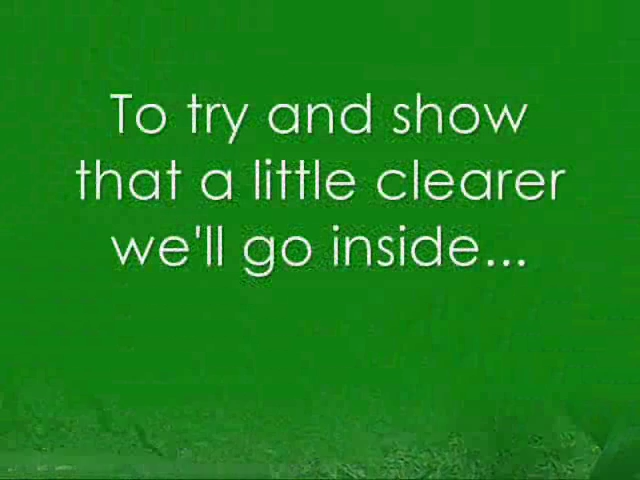 To try and show
that a little clearer
we'll go inside...